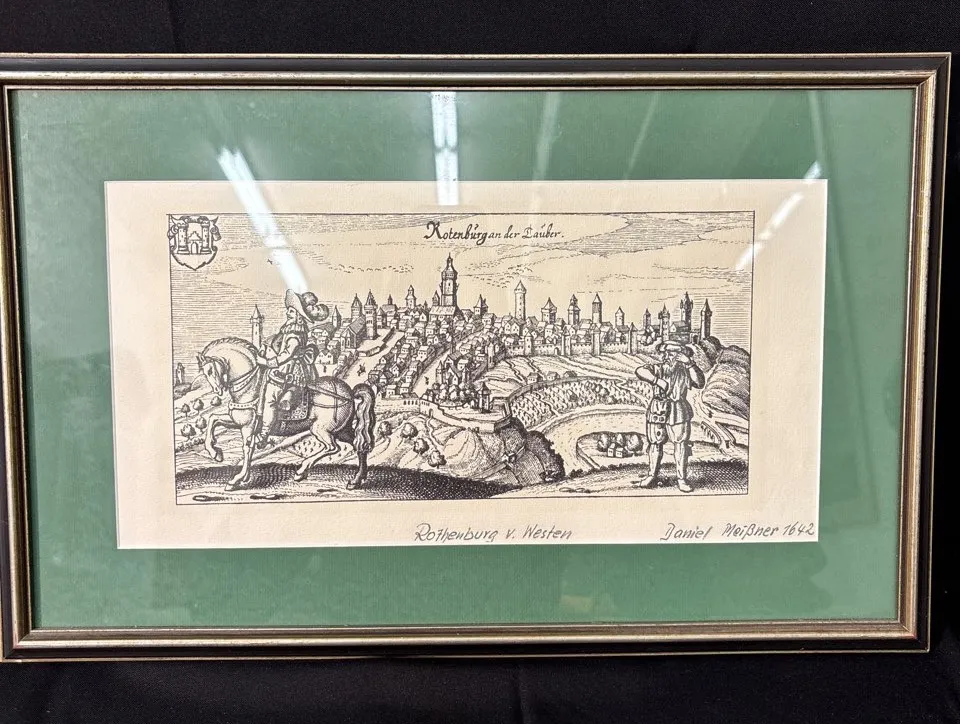 Rotenburg an der Tauber.
Rothenburg v. Westen
Daniel Meißner 1642